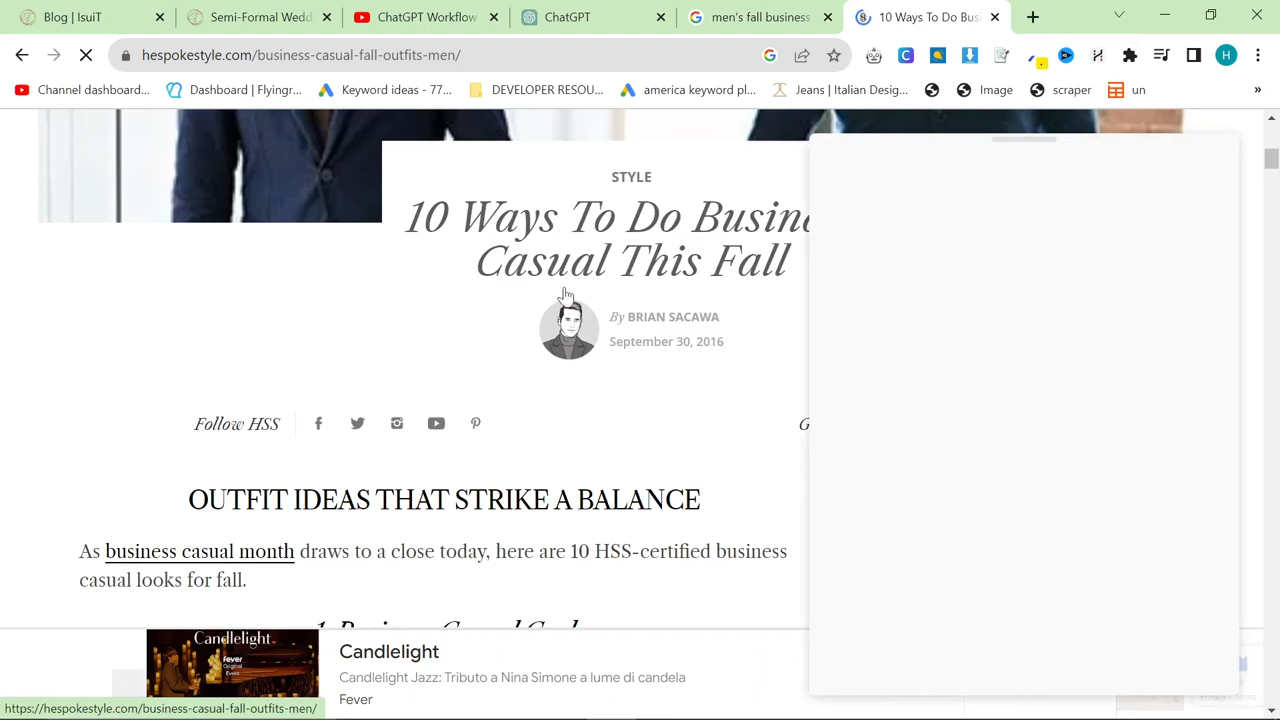 Blog | IsuiT
Semi-Formal Wedd
ChatGPT Workflow
ChatGPT
men's fall business
10 Ways To Do Busi
hespokestyle.com/business-casual-fall-outfits-men/
H
Channel dashboard...
Dashboard | Flyingr...
Keyword ideas - 77...
DEVELOPER RESOU...
america keyword pl...
Jeans | Italian Desig...
Image
scraper
un
»
STYLE
10 Ways To Do Busin
Casual This Fall
By BRIAN SACAWA
September 30, 2016
Follow HSS
G
OUTFIT IDEAS THAT STRIKE A BALANCE
As business casual month draws to a close today, here are 10 HSS-certified business
casual looks for fall.
Candlelight
fever
Original
Candlelight
Candlelight Jazz: Tributo a Nina Simone a lume di candela
Fever
https://hespokestyle.com/business-casual-fall-outfits-men/